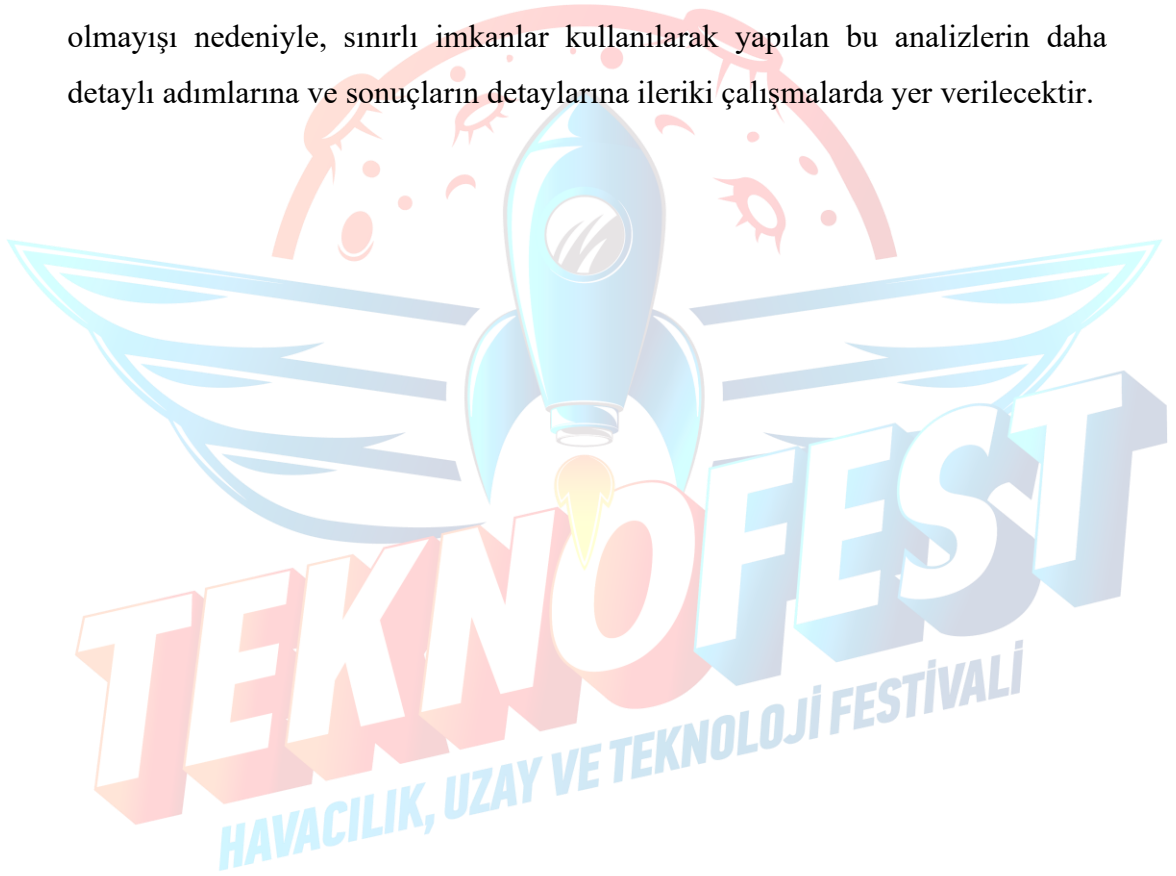 olmayışı nedeniyle, sınırlı imkanlar kullanılarak yapılan bu analizlerin daha
detaylı adımlarına ve sonuçların detaylarına ileriki çalışmalarda yer verilecektir.
TEKNOFEST
HAVACILIK, UZAY VE TEKNOLOJİ FESTİVALİ